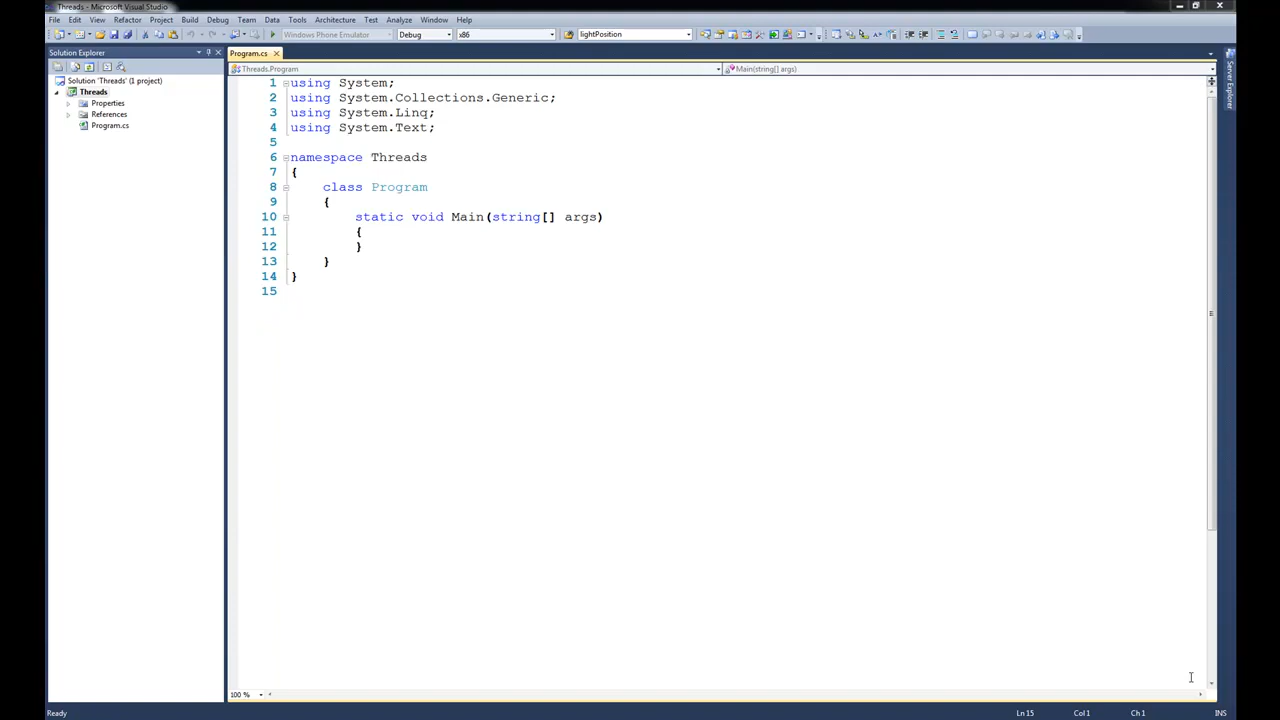 Threads - Microsoft Visual Studio
File Edit View Refactor Project Build Debug Team Data Tools Architecture Test Analyze Window Help
Windows Phone Emulator Debug x86 lightPosition
Solution Explorer
Program.cs
Server Explorer
Threads.Program
Main(string[] args)
Solution 'Threads' (1 project)
Threads
Properties
References
Program.cs
1 using System;
2 using System.Collections.Generic;
3 using System.Linq;
4 using System.Text;
5
6 namespace Threads
7 {
8 class Program
9 {
10 static void Main(string[] args)
11 {
12 }
13 }
14 }
15
100 %
Ready Ln 15 Col 1 Ch 1 INS